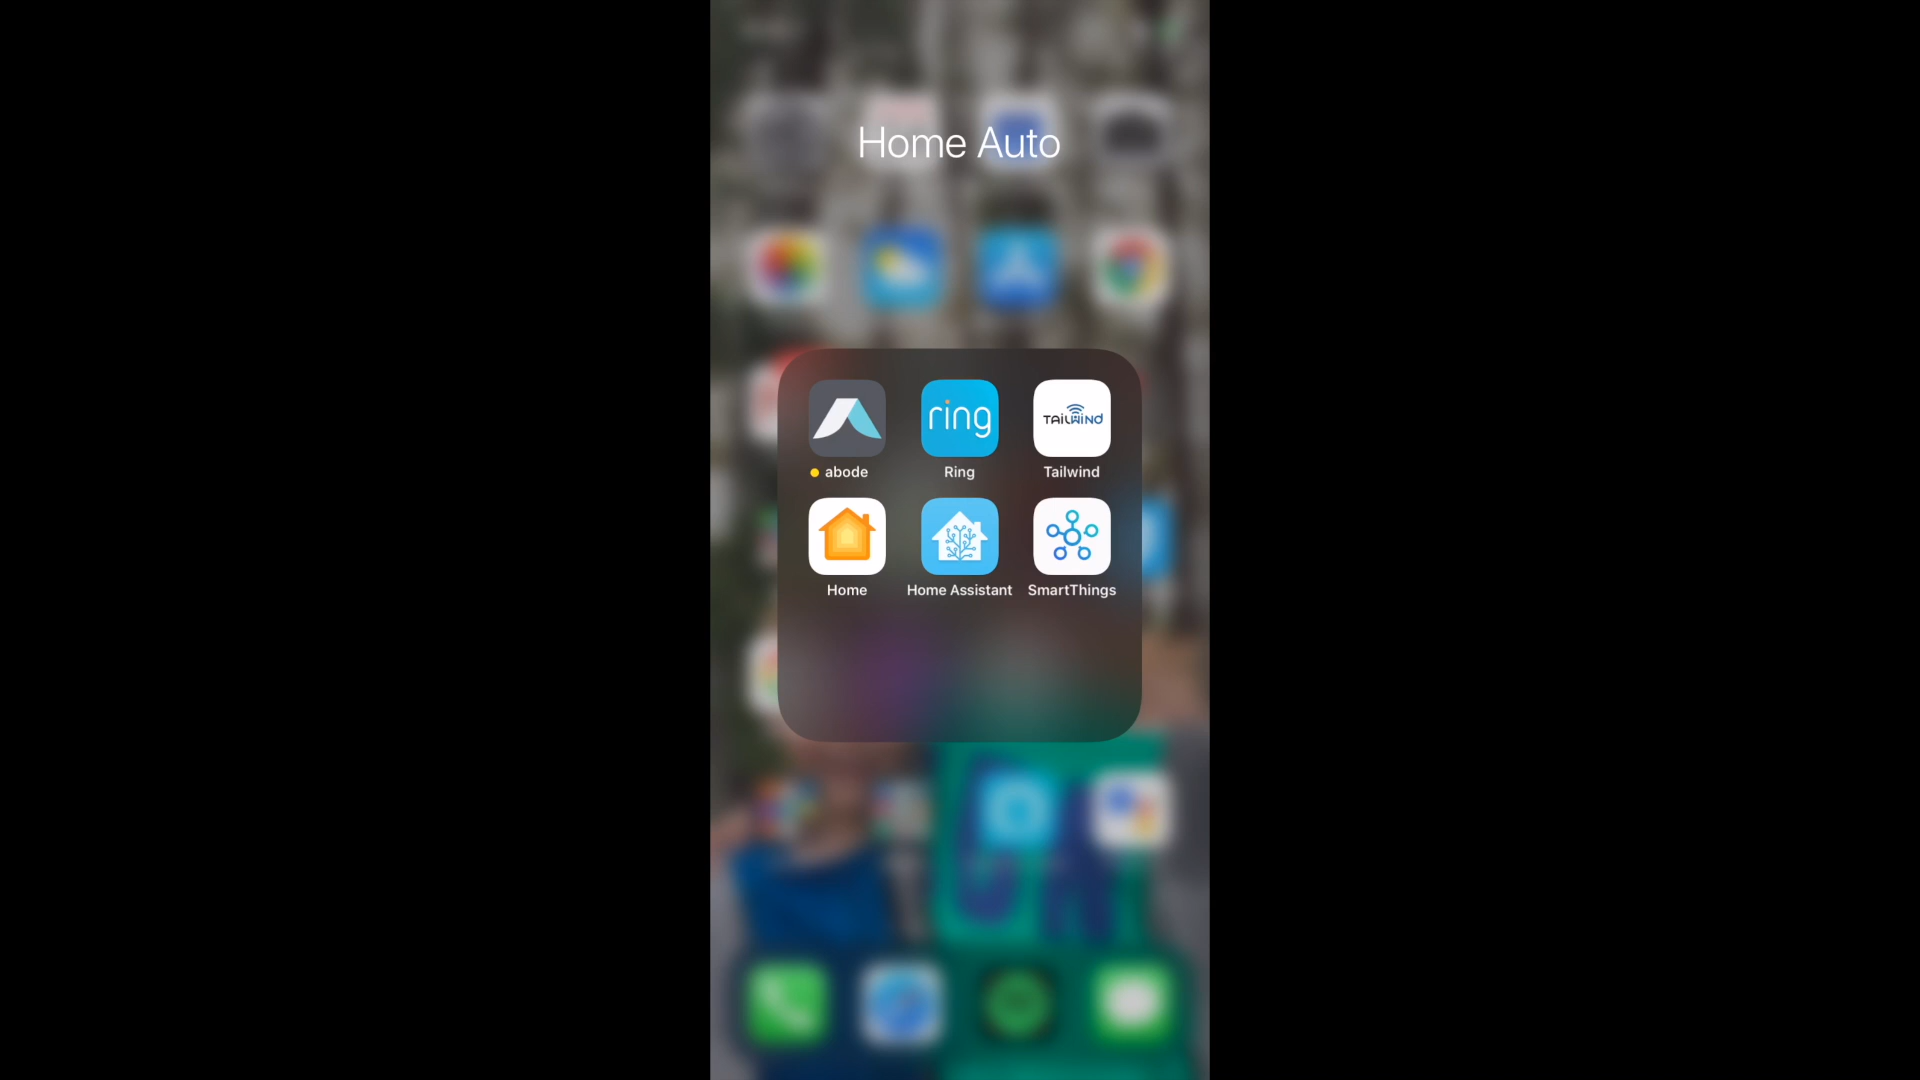 Home Auto
ring
TAILWIND
abode
Ring
Tailwind
Home
Home Assistant
SmartThings